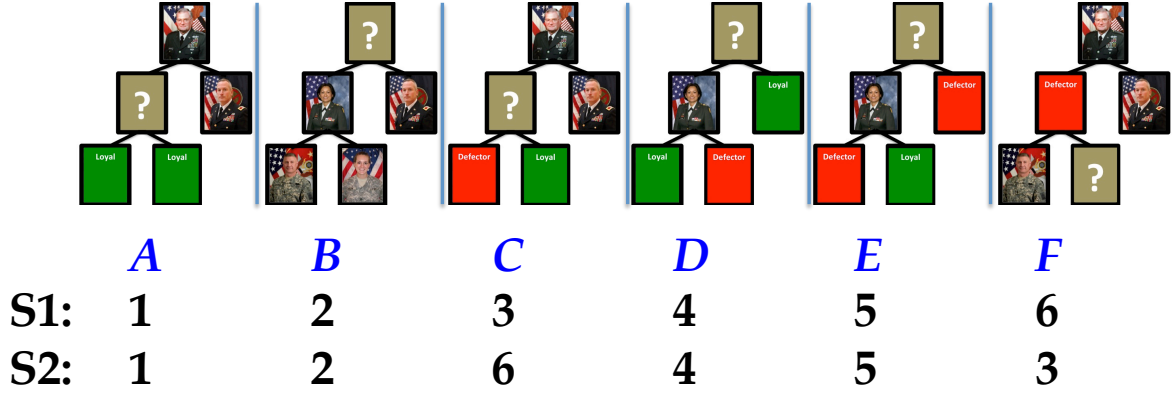 ? ?
? Loyal ? Defector
? Defector
Loyal Loyal Defector Loyal Loyal Defector Defector Loyal ?
A B C D E F
S1: 1 2 3 4 5 6
S2: 1 2 6 4 5 3